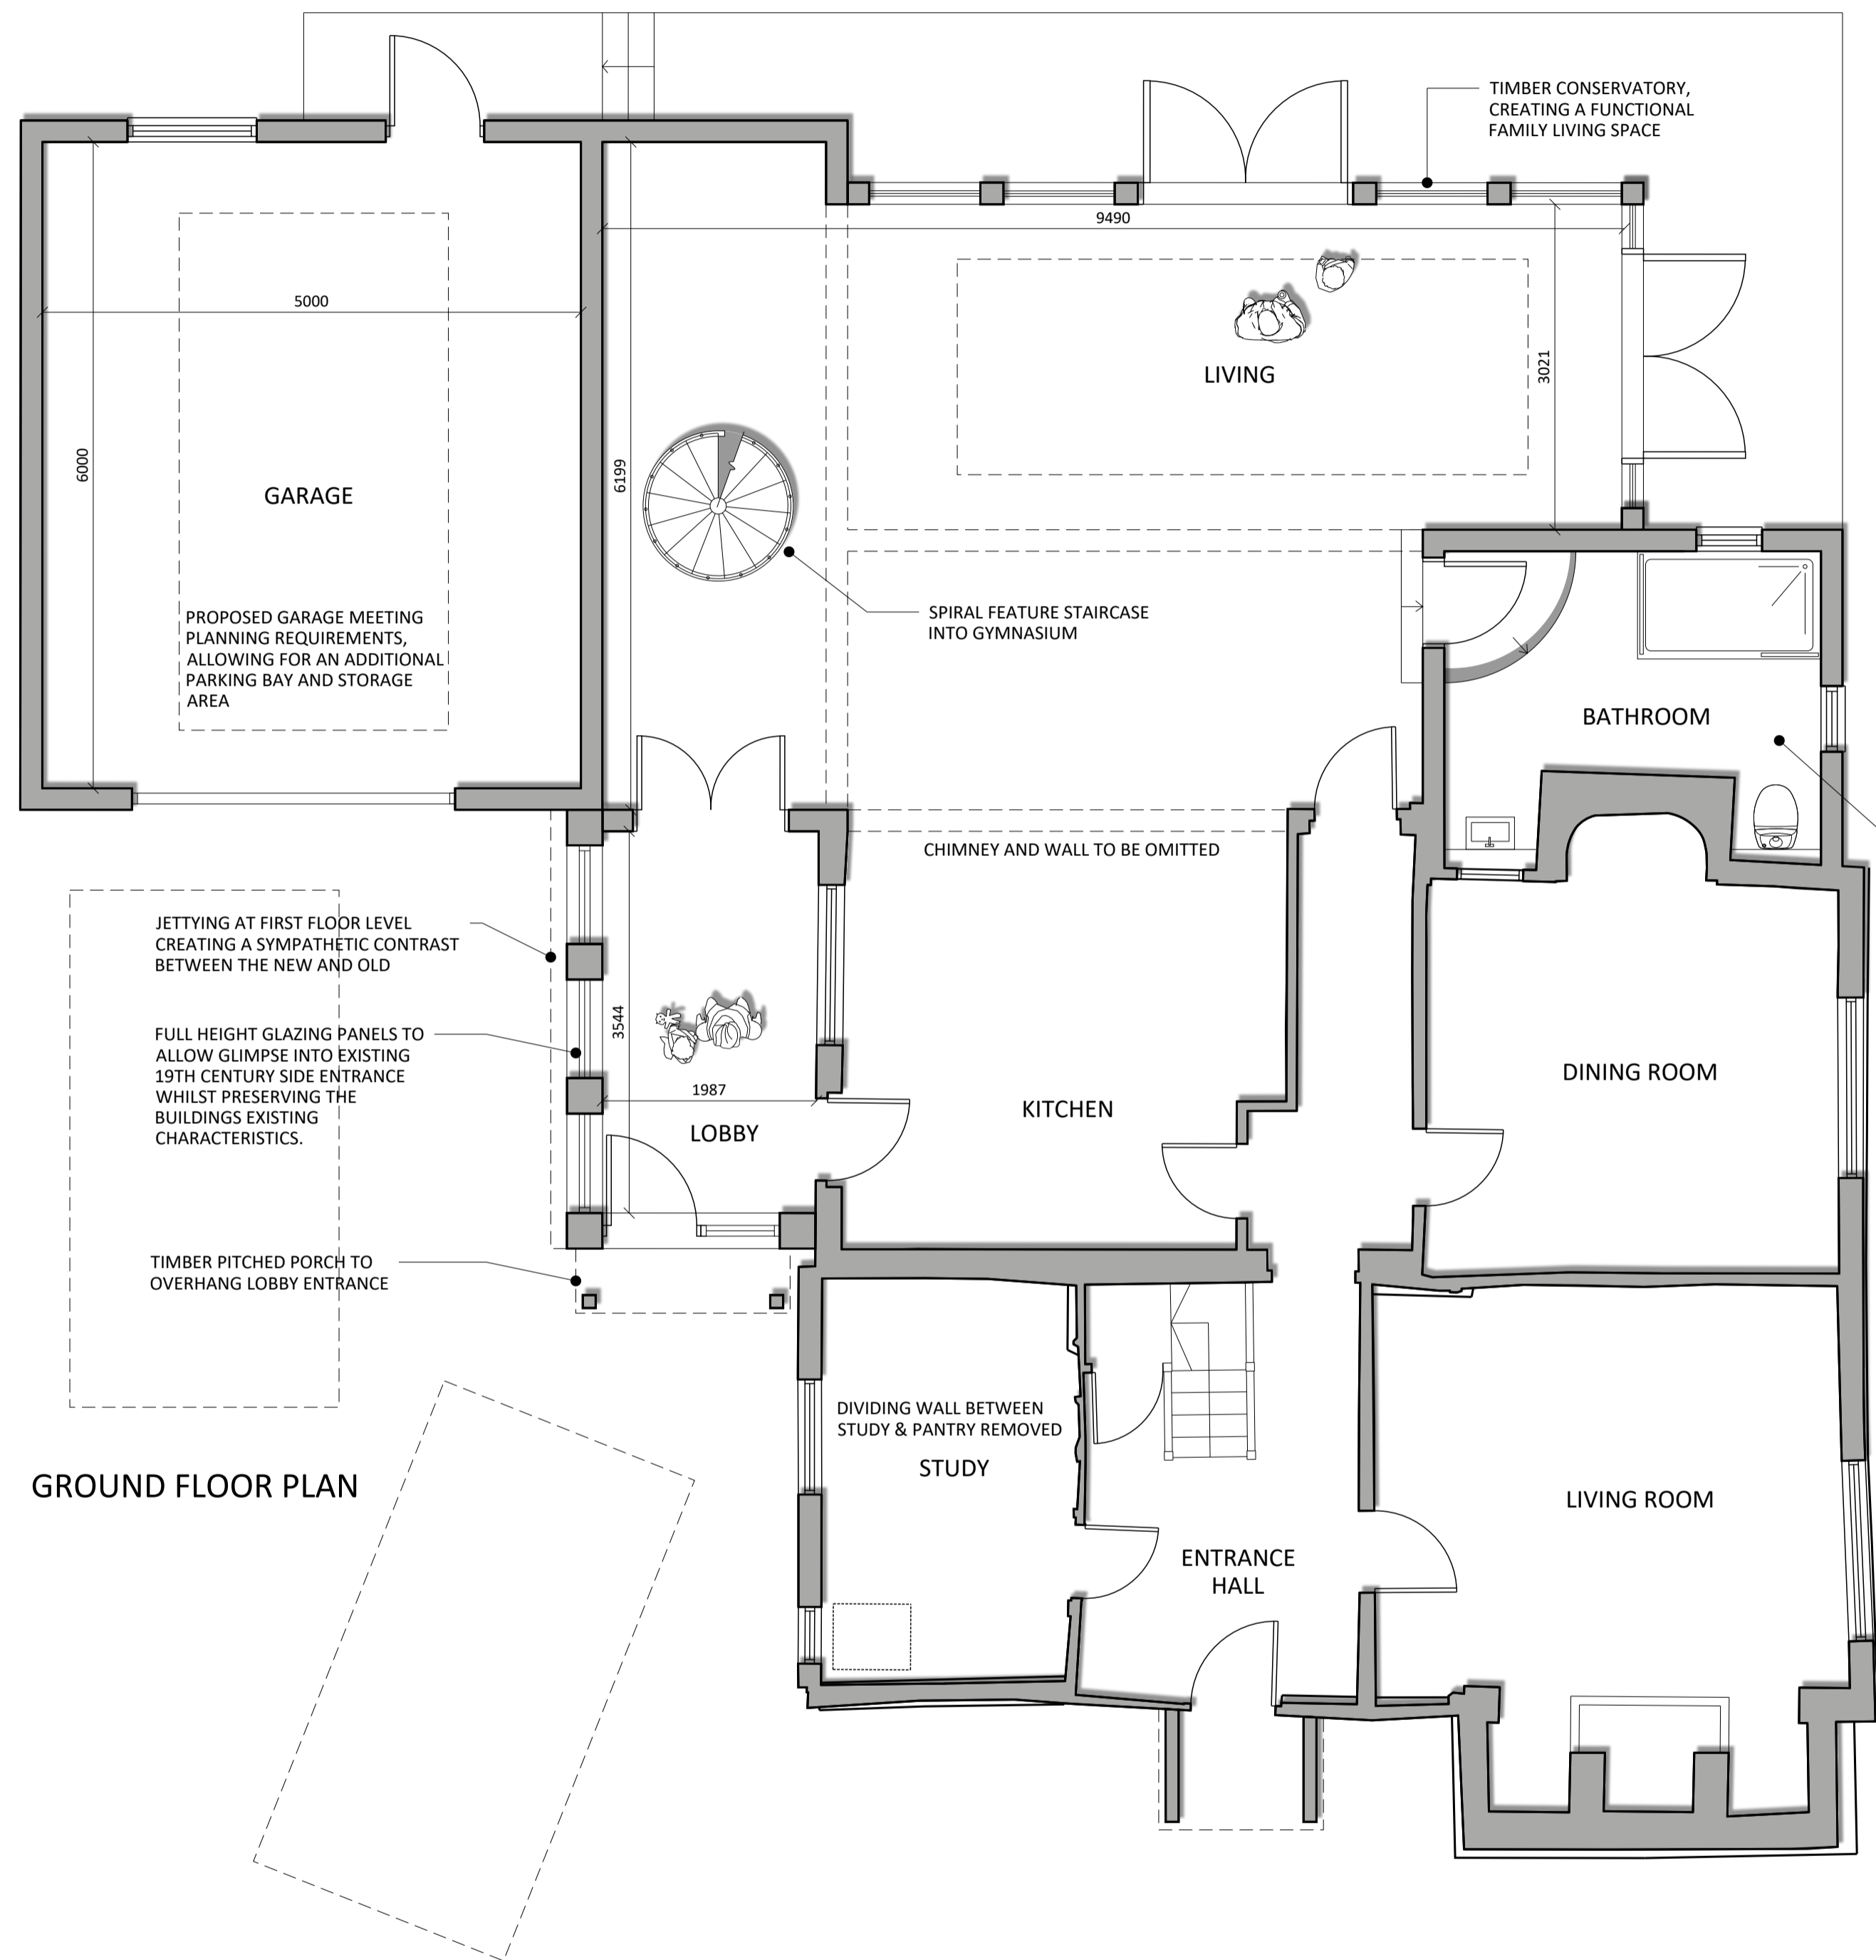 TIMBER CONSERVATORY,
CREATING A FUNCTIONAL
FAMILY LIVING SPACE
9490
5000
LIVING
3021
6000
6199
GARAGE
PROPOSED GARAGE MEETING
PLANNING REQUIREMENTS,
ALLOWING FOR AN ADDITIONAL
PARKING BAY AND STORAGE
AREA
SPIRAL FEATURE STAIRCASE
INTO GYMNASIUM
BATHROOM
CHIMNEY AND WALL TO BE OMITTED
JETTYING AT FIRST FLOOR LEVEL
CREATING A SYMPATHETIC CONTRAST
BETWEEN THE NEW AND OLD
FULL HEIGHT GLAZING PANELS TO
ALLOW GLIMPSE INTO EXISTING
19TH CENTURY SIDE ENTRANCE
WHILST PRESERVING THE
BUILDINGS EXISTING
CHARACTERISTICS.
3544
1987
LOBBY
KITCHEN
DINING ROOM
TIMBER PITCHED PORCH TO
OVERHANG LOBBY ENTRANCE
DIVIDING WALL BETWEEN
STUDY & PANTRY REMOVED
STUDY
GROUND FLOOR PLAN
LIVING ROOM
ENTRANCE
HALL